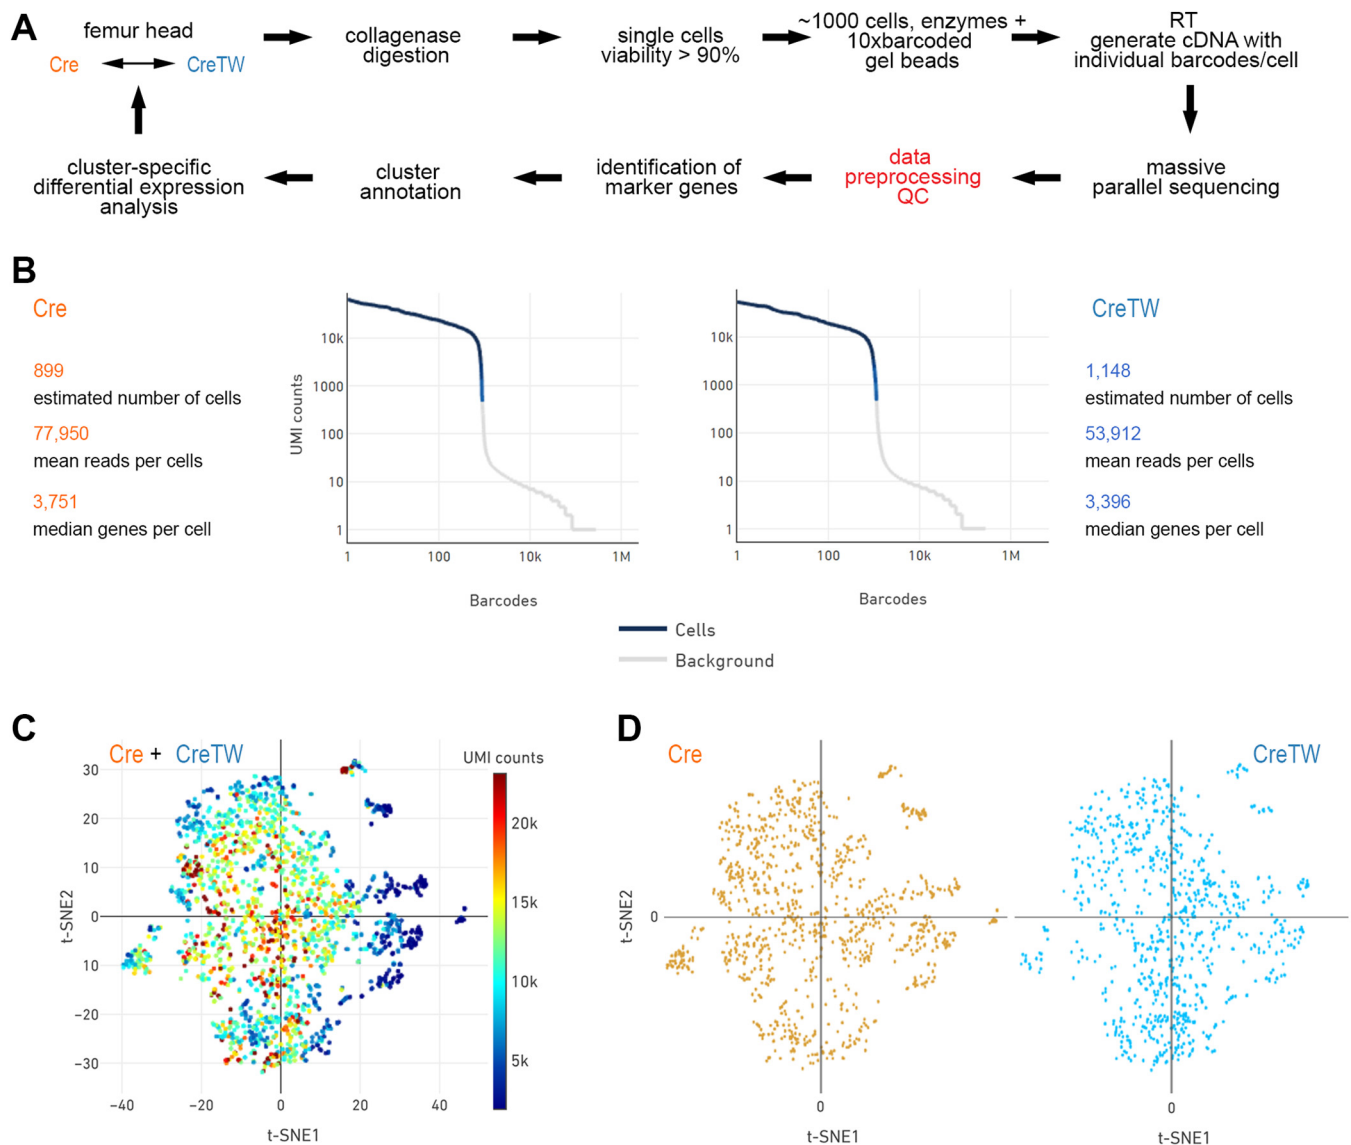 A
femur head
Cre
CreTW
collagenase
digestion
single cells
viability > 90%
~1000 cells, enzymes +
10xbarcoded
gel beads
RT
generate cDNA with
individual barcodes/cell
cluster-specific
differential expression
analysis
cluster
annotation
identification of
marker genes
data
preprocessing
QC
massive
parallel sequencing
B
Cre
899
estimated number of cells
77,950
mean reads per cells
3,751
median genes per cell
UMI counts
10k
1000
100
10
1
1
100
10k
1M
Barcodes
10k
1000
100
10
1
1
100
10k
1M
Barcodes
CreTW
1,148
estimated number of cells
53,912
mean reads per cells
3,396
median genes per cell
Cells
Background
C
Cre + CreTW
UMI counts
20k
15k
10k
5k
t-SNE2
30
20
10
0
10
−20
−30
−40
−20
0
20
40
t-SNE1
D
Cre
CreTW
t-SNE2
0
0
t-SNE1
0
t-SNE1